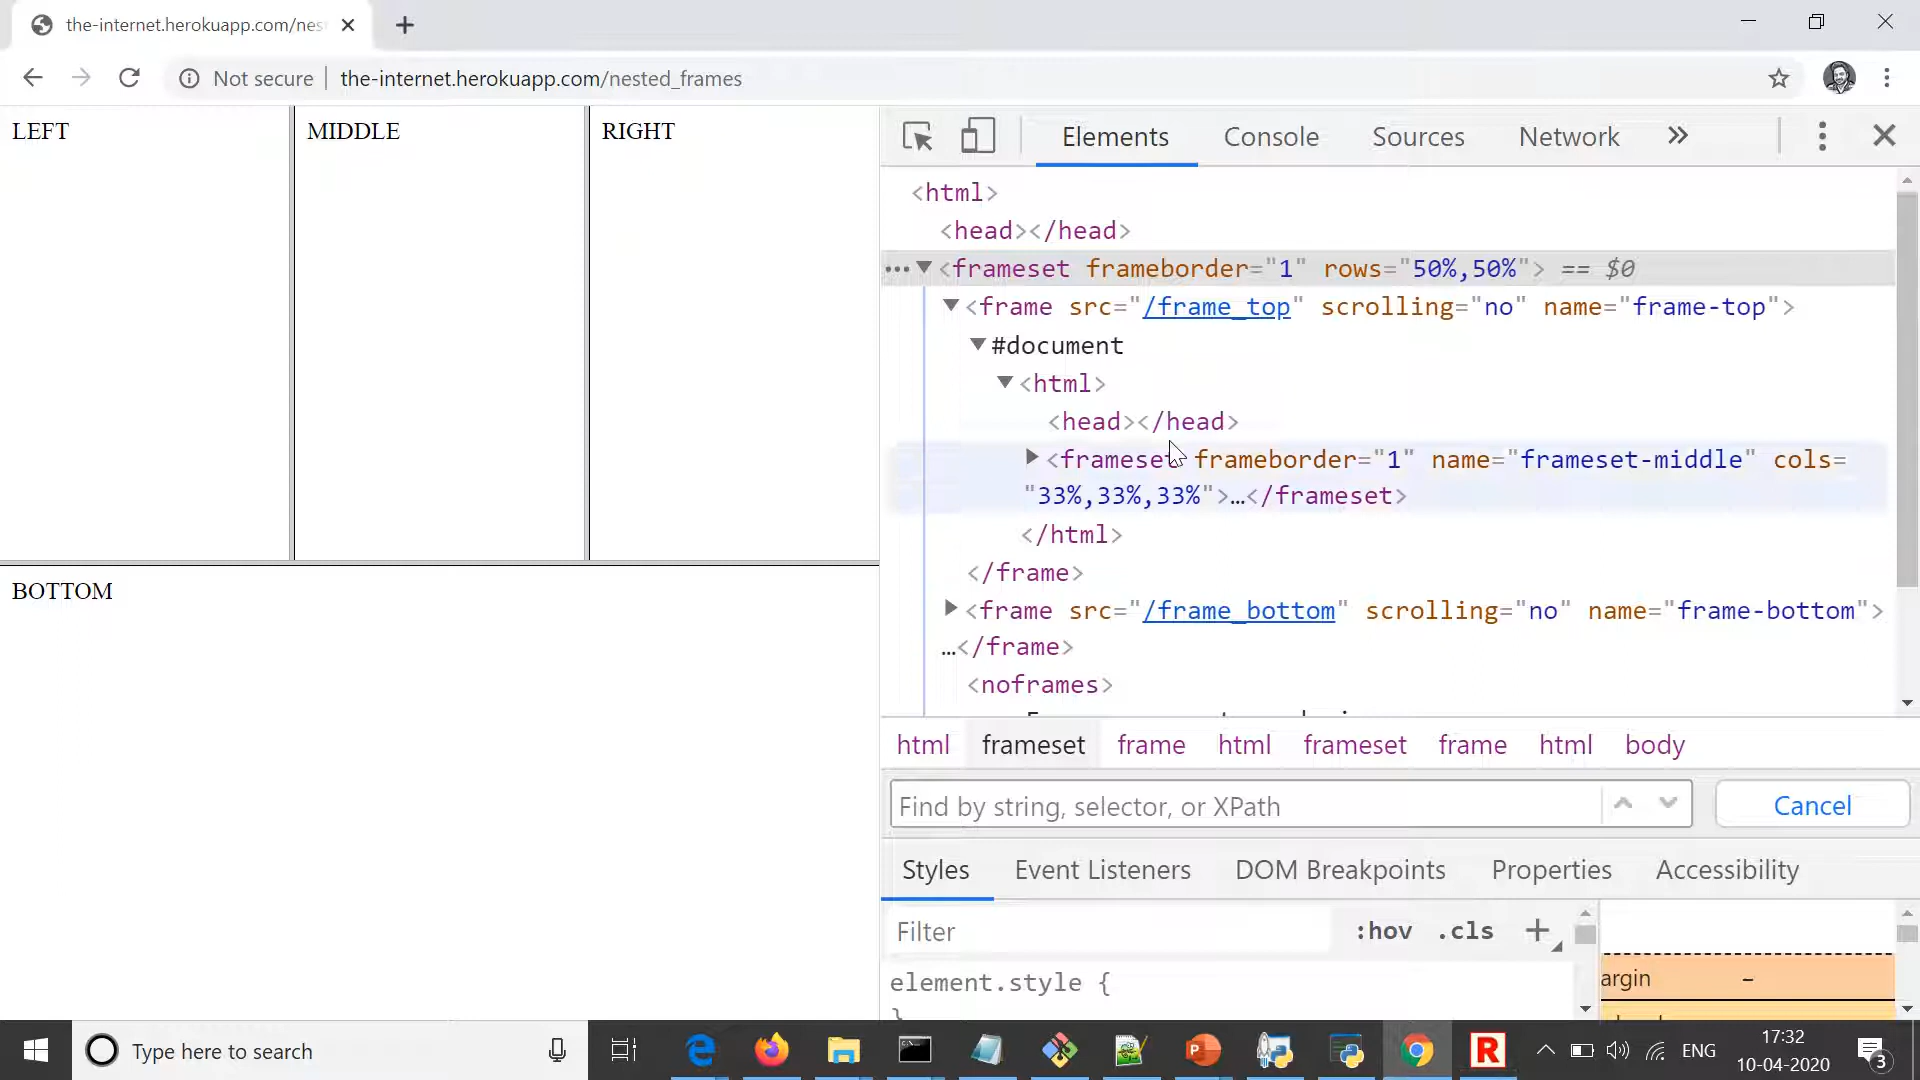 the-internet.herokuapp.com/nes
Not secure | the-internet.herokuapp.com/nested_frames
LEFT
MIDDLE
RIGHT
BOTTOM
Elements Console Sources Network »
<html>
<head></head>
<frameset frameborder="1" rows="50%,50%"> == $0
<frame src="/frame_top" scrolling="no" name="frame-top">
#document
<html>
<head></head>
<frameset frameborder="1" name="frameset-middle" cols=
"33%,33%,33%">…</frameset>
</html>
</frame>
<frame src="/frame_bottom" scrolling="no" name="frame-bottom">
…</frame>
<noframes>
html frameset frame html frameset frame html body
Find by string, selector, or XPath
Cancel
Styles Event Listeners DOM Breakpoints Properties Accessibility
Filter
:hov .cls +
element.style {
}
argin –
Type here to search
R
ENG
17:32
10-04-2020
3